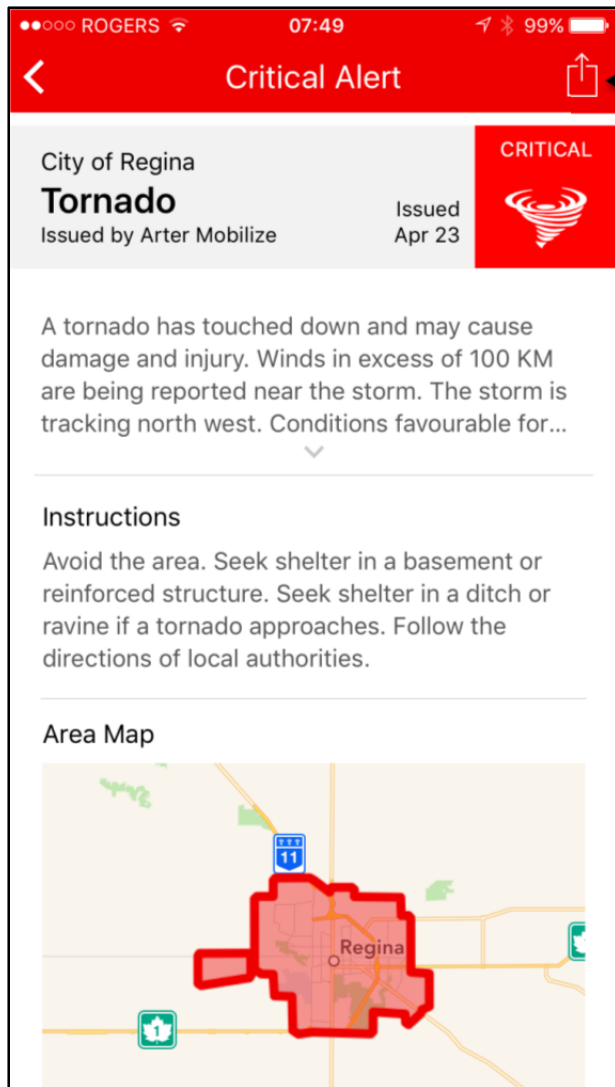 ROGERS 07:49 99%
Critical Alert
City of Regina
CRITICAL
Tornado
Issued
Issued by Arter Mobilize
Apr 23
A tornado has touched down and may cause
damage and injury. Winds in excess of 100 KM
are being reported near the storm. The storm is
tracking north west. Conditions favourable for...
Instructions
Avoid the area. Seek shelter in a basement or
reinforced structure. Seek shelter in a ditch or
ravine if a tornado approaches. Follow the
directions of local authorities.
Area Map
11
Regina
1